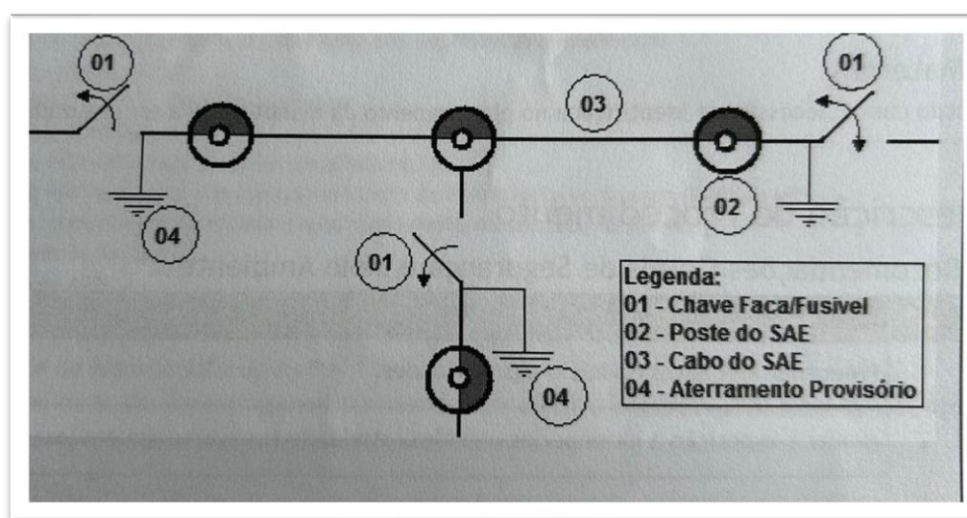 01
01
03
04
02
01
04
Legenda:
01 - Chave Faca/Fusível
02 - Poste do SAE
03 - Cabo do SAE
04 - Aterramento Provisório